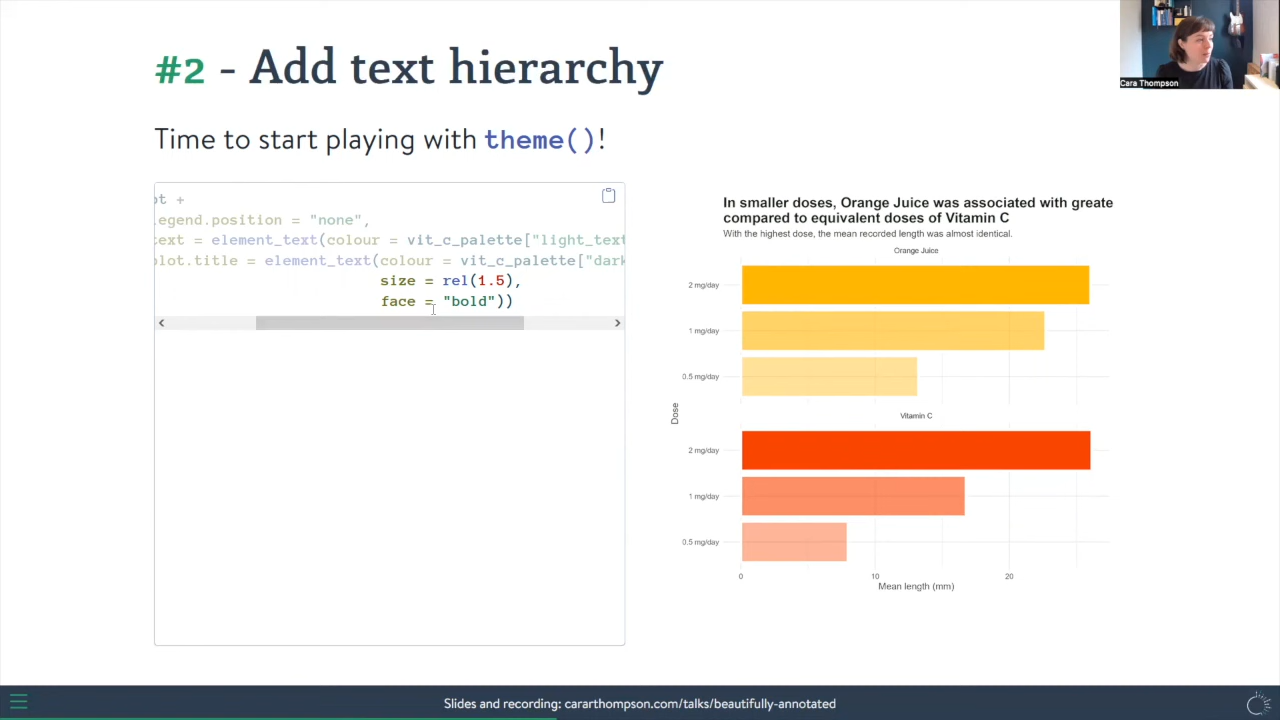 #2 - Add text hierarchy
Cara Thompson
Time to start playing with theme()!
ot +
legend.position = "none",
text = element_text(colour = vit_c_palette["light_text
plot.title = element_text(colour = vit_c_palette["dark
size = rel(1.5),
face = "bold"))
In smaller doses, Orange Juice was associated with greate
compared to equivalent doses of Vitamin C
With the highest dose, the mean recorded length was almost identical.
Orange Juice
2 mg/day
1 mg/day
0.5 mg/day
Dose
Vitamin C
2 mg/day
1 mg/day
0.5 mg/day
0 10 20
Mean length (mm)
Slides and recording: cararthompson.com/talks/beautifully-annotated